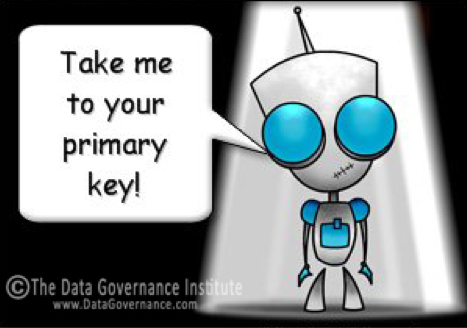 Take me
to your
primary
key!
©The Data Governance Institute
www.DataGovernance.com